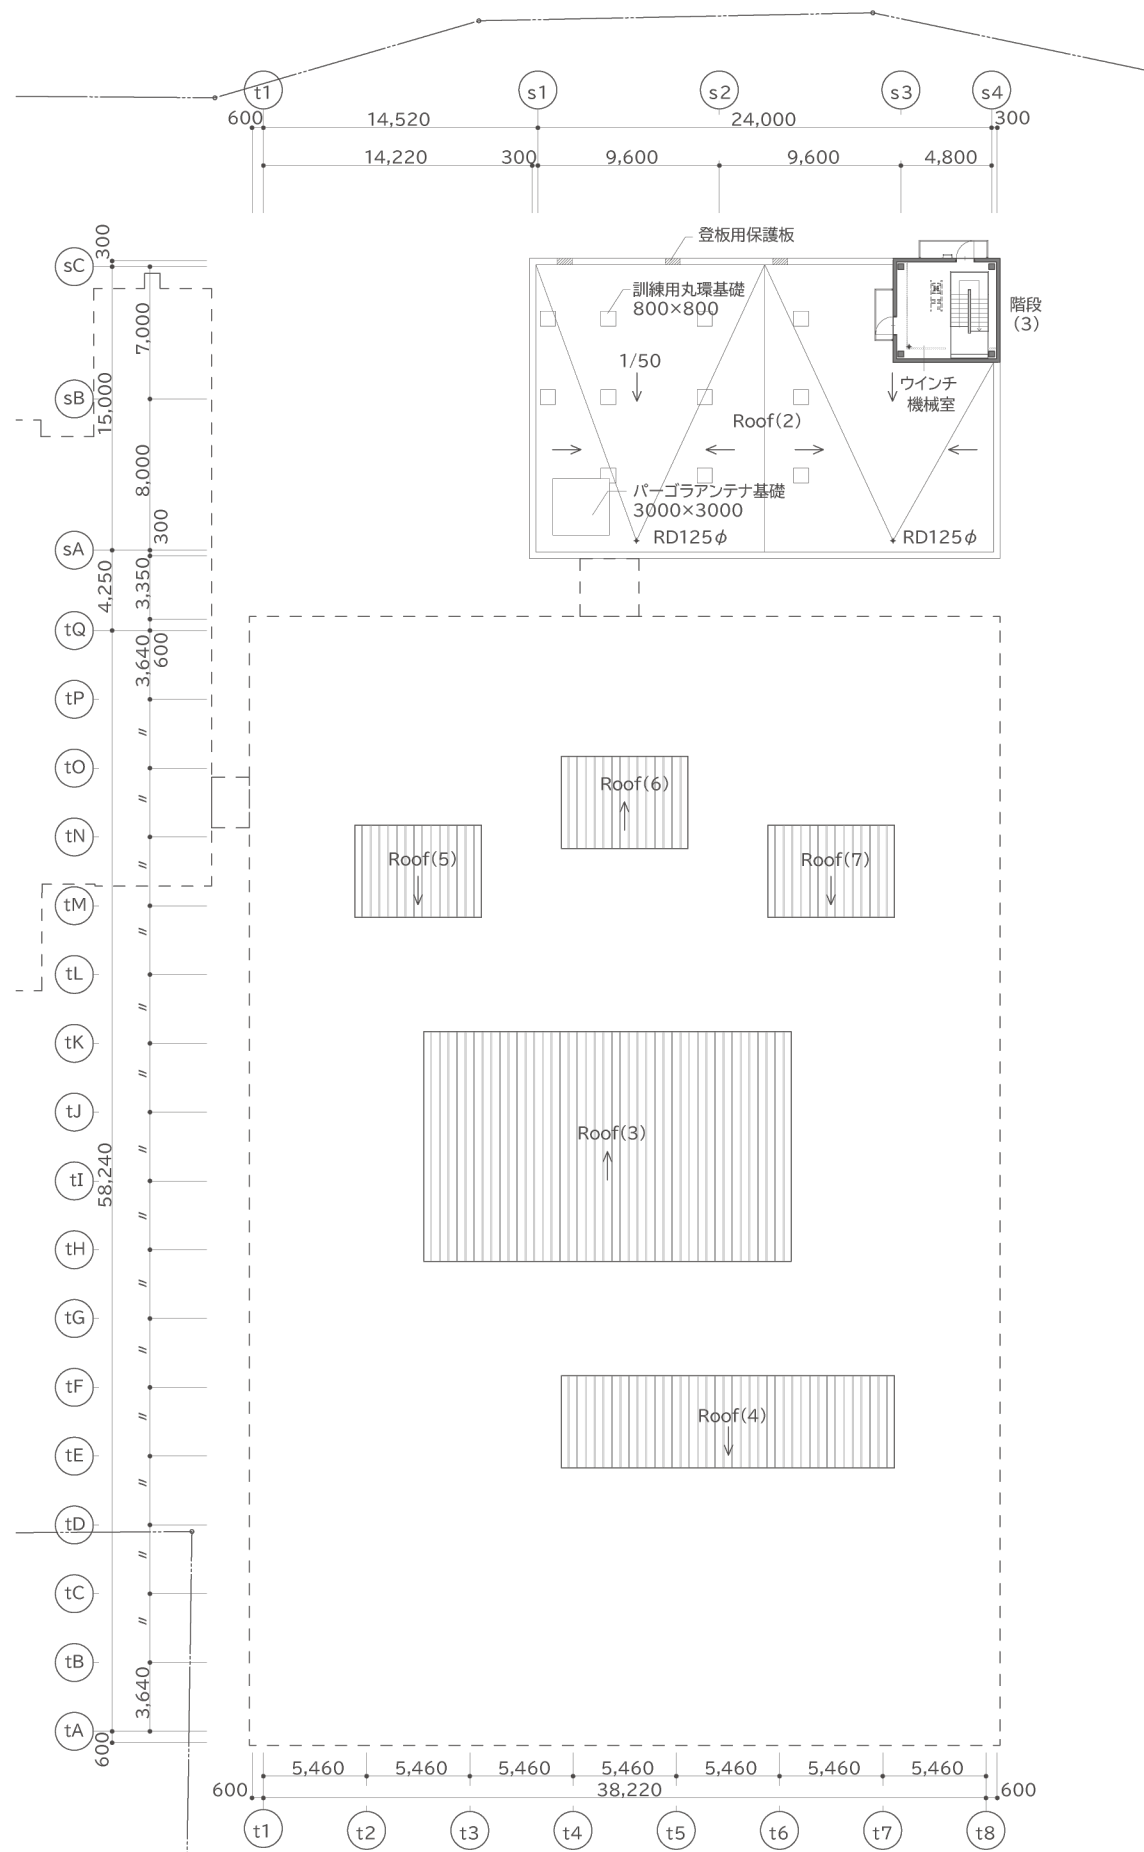 t1
s1
s2
s3
s4
600
14,520
24,000
300
14,220
300
9,600
9,600
4,800
300
登板用保護板
sC
訓練用丸環基礎
800×800
階段
(3)
7,000
1/50
ウインチ
機械室
sB
15,000
Roof(2)
8,000
パーゴラアンテナ基礎
3000×3000
300
RD125φ
RD125φ
sA
4,250
3,350
tQ
3,640
600
tP
〃
tO
Roof(6)
〃
tN
Roof(5)
Roof(7)
〃
tM
〃
tL
〃
tK
〃
tJ
Roof(3)
〃
tI
58,240
〃
tH
〃
tG
〃
tF
Roof(4)
〃
tE
〃
tD
〃
tC
〃
tB
3,640
tA
600
5,460
5,460
5,460
5,460
5,460
5,460
5,460
600
38,220
600
t1
t2
t3
t4
t5
t6
t7
t8